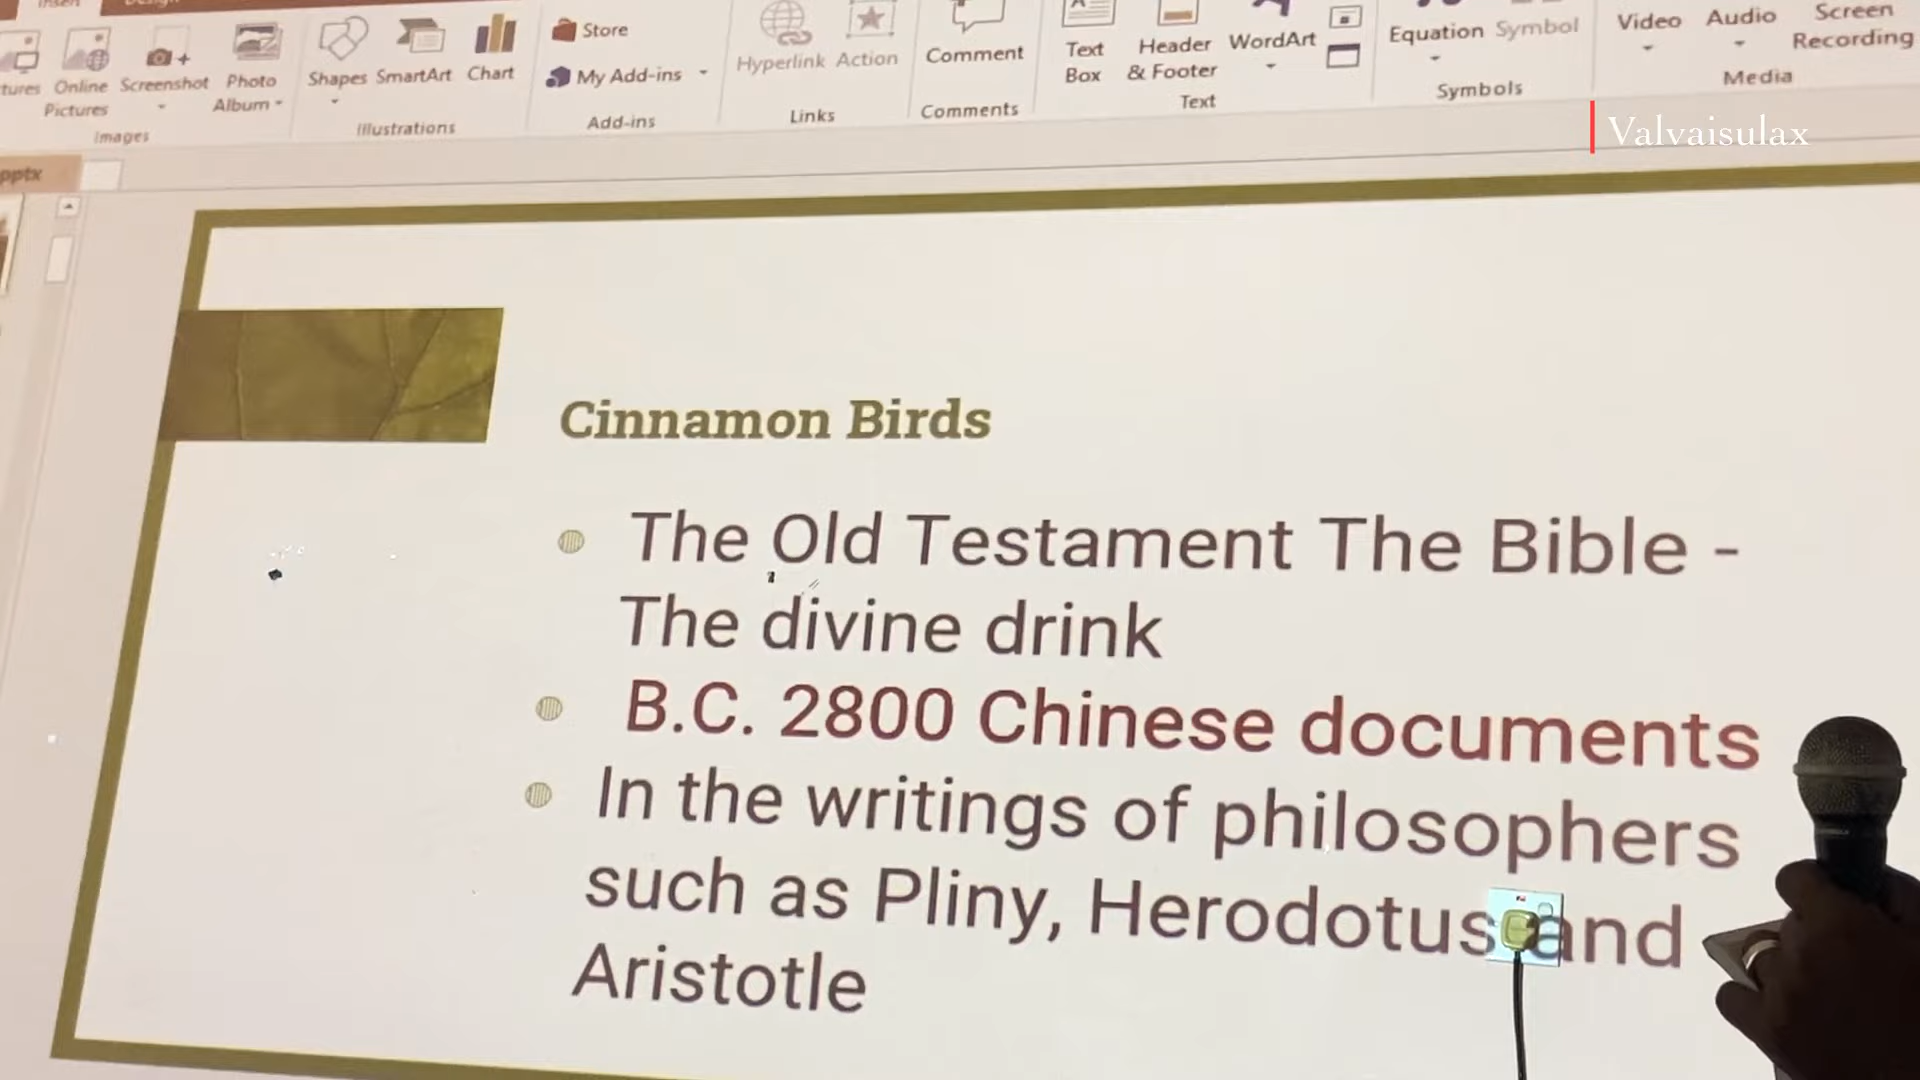 Insert
Store
My Add-ins
Online
Pictures
Screenshot
Photo
Album
Shapes SmartArt Chart
Hyperlink Action
Comment
Text
Box
Header
& Footer
WordArt
Equation Symbol
Video Audio Screen
Recording
Images
Illustrations
Add-ins
Links
Comments
Text
Symbols
Media
Valvaisulax
pptx
Cinnamon Birds
The Old Testament The Bible -
The divine drink
B.C. 2800 Chinese documents
In the writings of philosophers
such as Pliny, Herodotus and
Aristotle